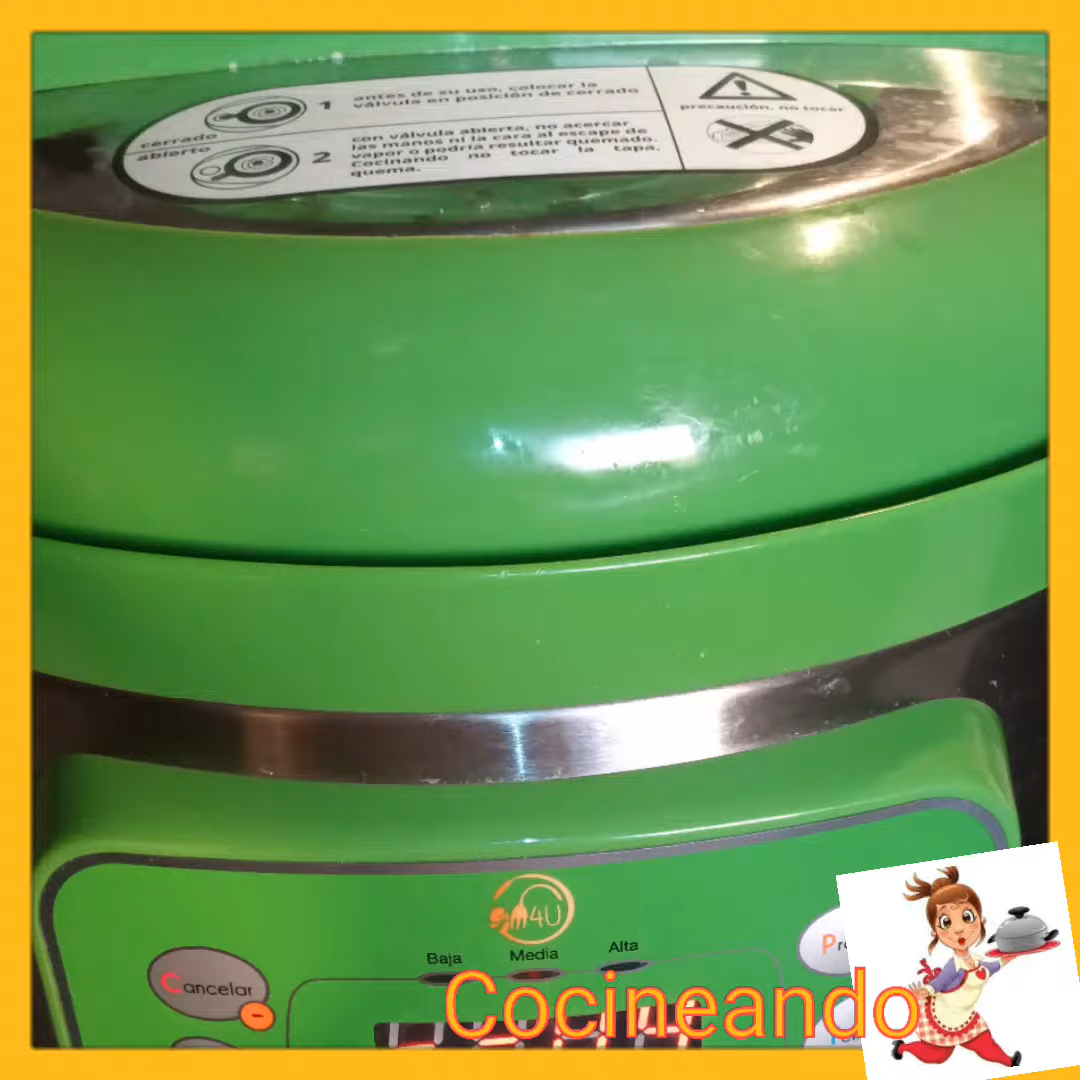 cerrado
1 antes de su uso, colocar la
válvula en posición de cerrado
abierto
2 con válvula abierta, no acercar
las manos ni la cara al escape de
vapor o podría resultar quemado.
Cocinando no tocar la tapa,
quema.
precaución, no tocar
4U
Baja Media Alta
Cancelar
-
Cocineando